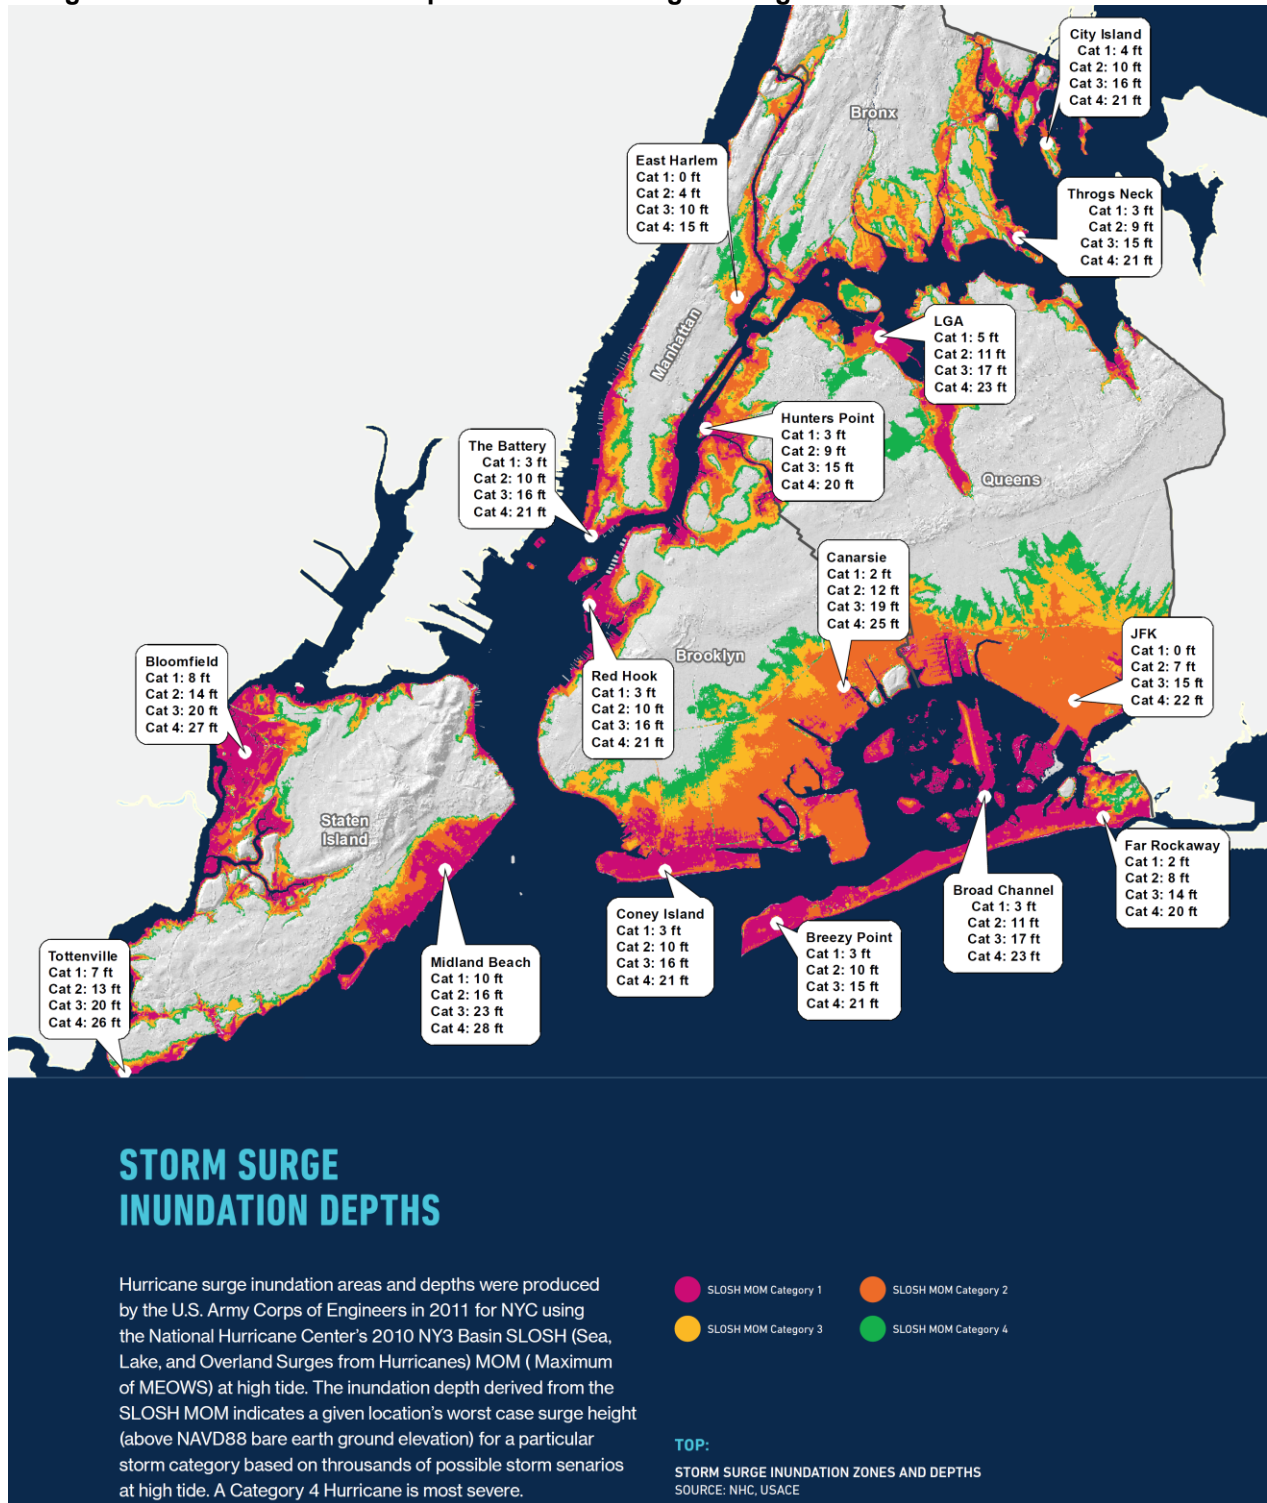 City Island
Cat 1: 4 ft
Cat 2: 10 ft
Cat 3: 16 ft
Cat 4: 21 ft
Bronx
East Harlem
Cat 1: 0 ft
Cat 2: 4 ft
Cat 3: 10 ft
Cat 4: 15 ft
Throgs Neck
Cat 1: 3 ft
Cat 2: 9 ft
Cat 3: 15 ft
Cat 4: 21 ft
Manhattan
LGA
Cat 1: 5 ft
Cat 2: 11 ft
Cat 3: 17 ft
Cat 4: 23 ft
Hunters Point
Cat 1: 3 ft
Cat 2: 9 ft
Cat 3: 15 ft
Cat 4: 20 ft
The Battery
Cat 1: 3 ft
Cat 2: 10 ft
Cat 3: 16 ft
Cat 4: 21 ft
Queens
Canarsie
Cat 1: 2 ft
Cat 2: 12 ft
Cat 3: 19 ft
Cat 4: 25 ft
JFK
Cat 1: 0 ft
Cat 2: 7 ft
Cat 3: 15 ft
Cat 4: 22 ft
Bloomfield
Cat 1: 8 ft
Cat 2: 14 ft
Cat 3: 20 ft
Cat 4: 27 ft
Brooklyn
Red Hook
Cat 1: 3 ft
Cat 2: 10 ft
Cat 3: 16 ft
Cat 4: 21 ft
Staten
Island
Far Rockaway
Cat 1: 2 ft
Cat 2: 8 ft
Cat 3: 14 ft
Cat 4: 20 ft
Broad Channel
Cat 1: 3 ft
Cat 2: 11 ft
Cat 3: 17 ft
Cat 4: 23 ft
Coney Island
Cat 1: 3 ft
Cat 2: 10 ft
Cat 3: 16 ft
Cat 4: 21 ft
Breezy Point
Cat 1: 3 ft
Cat 2: 10 ft
Cat 3: 15 ft
Cat 4: 21 ft
Midland Beach
Cat 1: 10 ft
Cat 2: 16 ft
Cat 3: 23 ft
Cat 4: 28 ft
Tottenville
Cat 1: 7 ft
Cat 2: 13 ft
Cat 3: 20 ft
Cat 4: 26 ft
STORM SURGE
INUNDATION DEPTHS
Hurricane surge inundation areas and depths were produced
by the U.S. Army Corps of Engineers in 2011 for NYC using
the National Hurricane Center's 2010 NY3 Basin SLOSH (Sea,
Lake, and Overland Surges from Hurricanes) MOM ( Maximum
of MEOWS) at high tide. The inundation depth derived from the
SLOSH MOM indicates a given location's worst case surge height
(above NAVD88 bare earth ground elevation) for a particular
storm category based on thousands of possible storm senarios
at high tide. A Category 4 Hurricane is most severe.
SLOSH MOM Category 1
SLOSH MOM Category 2
SLOSH MOM Category 3
SLOSH MOM Category 4
TOP:
STORM SURGE INUNDATION ZONES AND DEPTHS
SOURCE: NHC, USACE